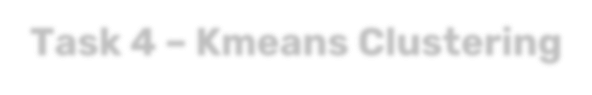 Task 4 – Kmeans Clustering